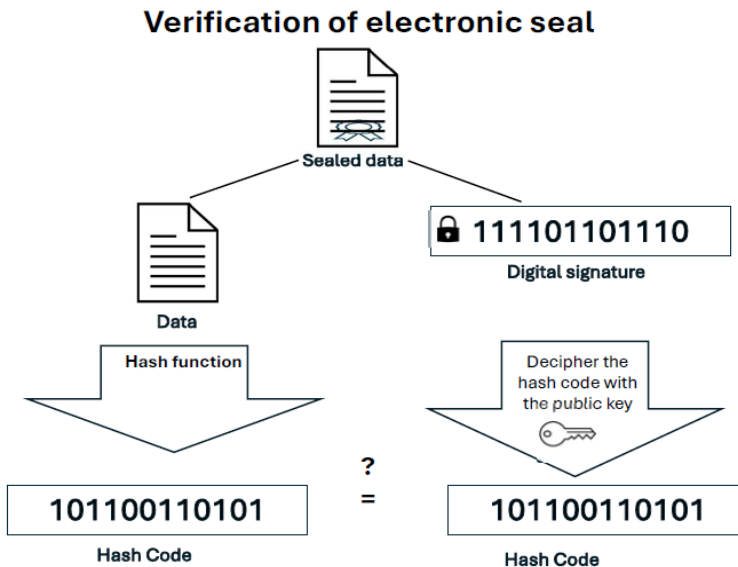 Verification of electronic seal
Sealed data
111101101110
Digital signature
Data
Hash function
Decipher the
hash code with
the public key
?
=
101100110101
101100110101
Hash Code
Hash Code